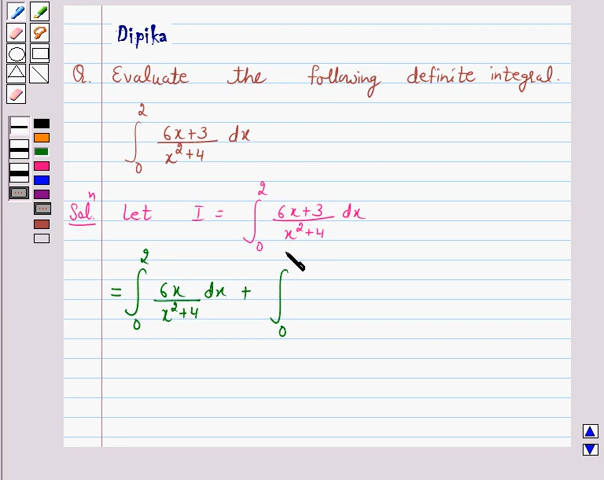 Dipika
Q. Evaluate the following definite integral.
∫₀² (6x+3)/(x²+4) dx
Solⁿ. Let I = ∫₀² (6x+3)/(x²+4) dx
= ∫₀² 6x/(x²+4) dx + ∫₀